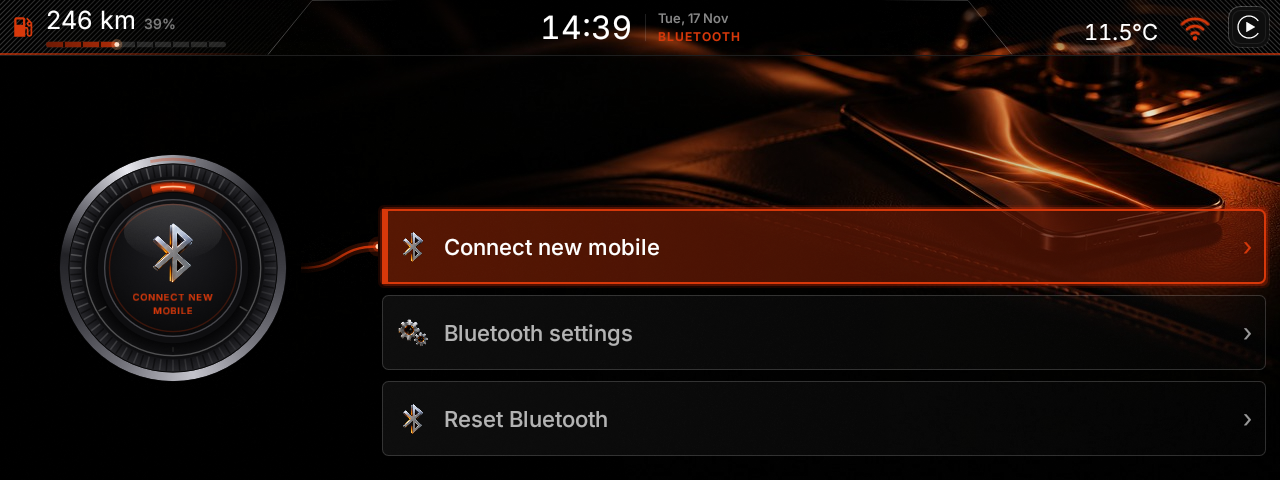 246 km 39%
14:39
Tue, 17 Nov
BLUETOOTH
11.5°C
CONNECT NEW
MOBILE
Connect new mobile
Bluetooth settings
Reset Bluetooth